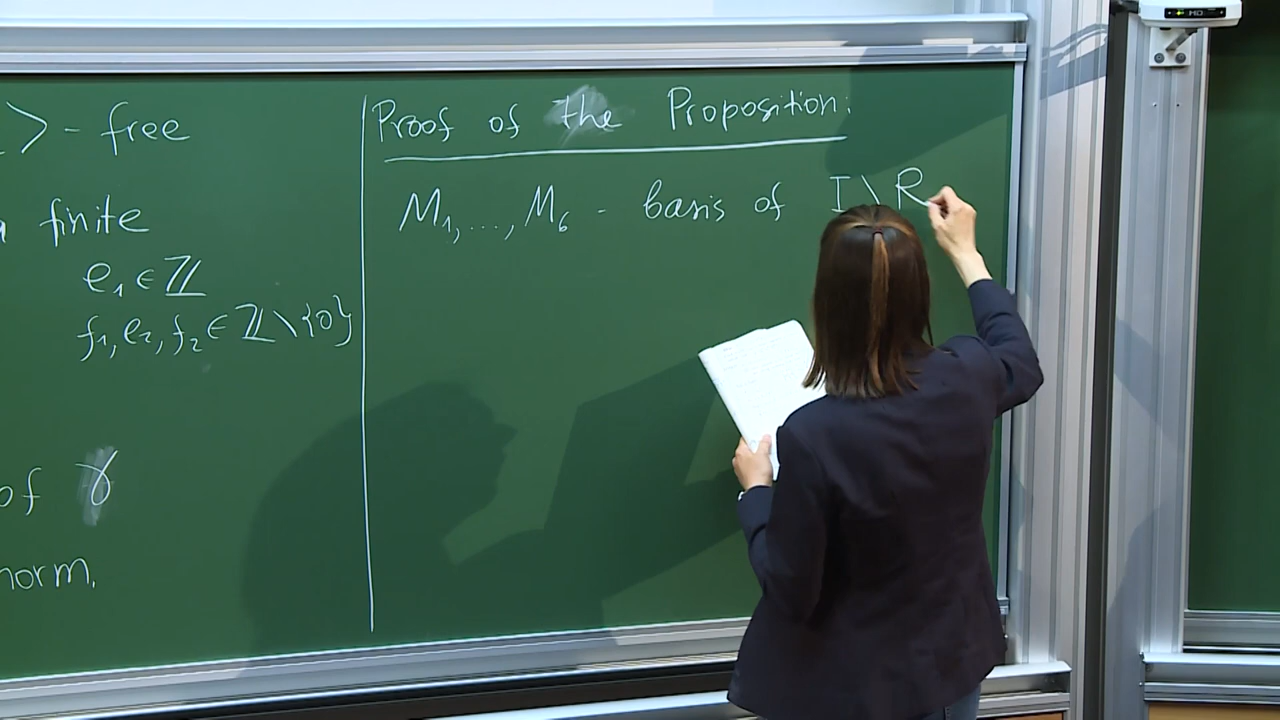 > - free
finite
e₁ ∈ ℤ
f₁, e₂, f₂ ∈ ℤ \ {0}
of γ
norm.
Proof of the Proposition:
M₁, ..., M₆ - basis of I \ R